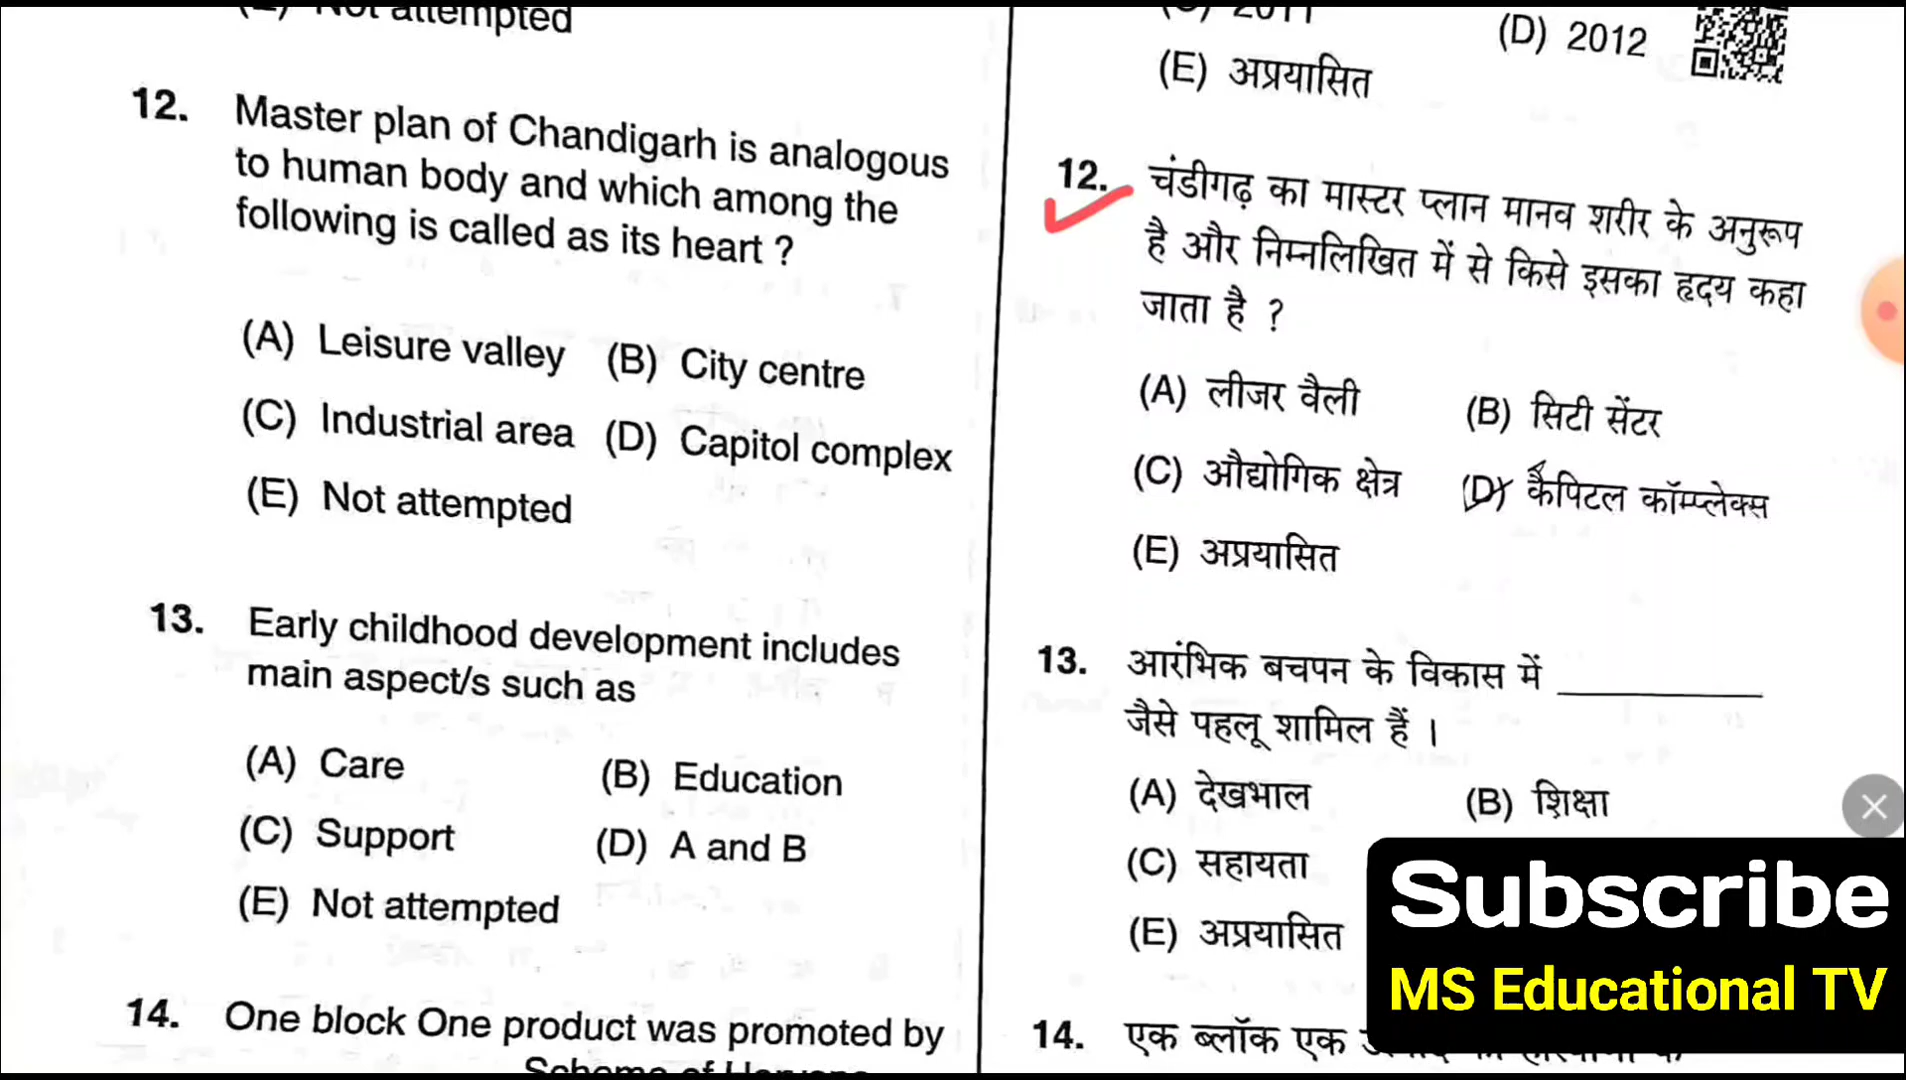 Not attempted
12. Master plan of Chandigarh is analogous
to human body and which among the
following is called as its heart ?
(A) Leisure valley (B) City centre
(C) Industrial area (D) Capitol complex
(E) Not attempted
13. Early childhood development includes
main aspect/s such as
(A) Care (B) Education
(C) Support (D) A and B
(E) Not attempted
14. One block One product was promoted by
(D) 2012
(E) अप्रयासित
12. चंडीगढ़ का मास्टर प्लान मानव शरीर के अनुरूप
है और निम्नलिखित में से किसे इसका हृदय कहा
जाता है ?
(A) लीजर वैली (B) सिटी सेंटर
(C) औद्योगिक क्षेत्र (D) कैपिटल कॉम्प्लेक्स
(E) अप्रयासित
13. आरंभिक बचपन के विकास में __________
जैसे पहलू शामिल हैं ।
(A) देखभाल (B) शिक्षा
(C) सहायता
(E) अप्रयासित
14. एक ब्लॉक एक
Subscribe
MS Educational TV